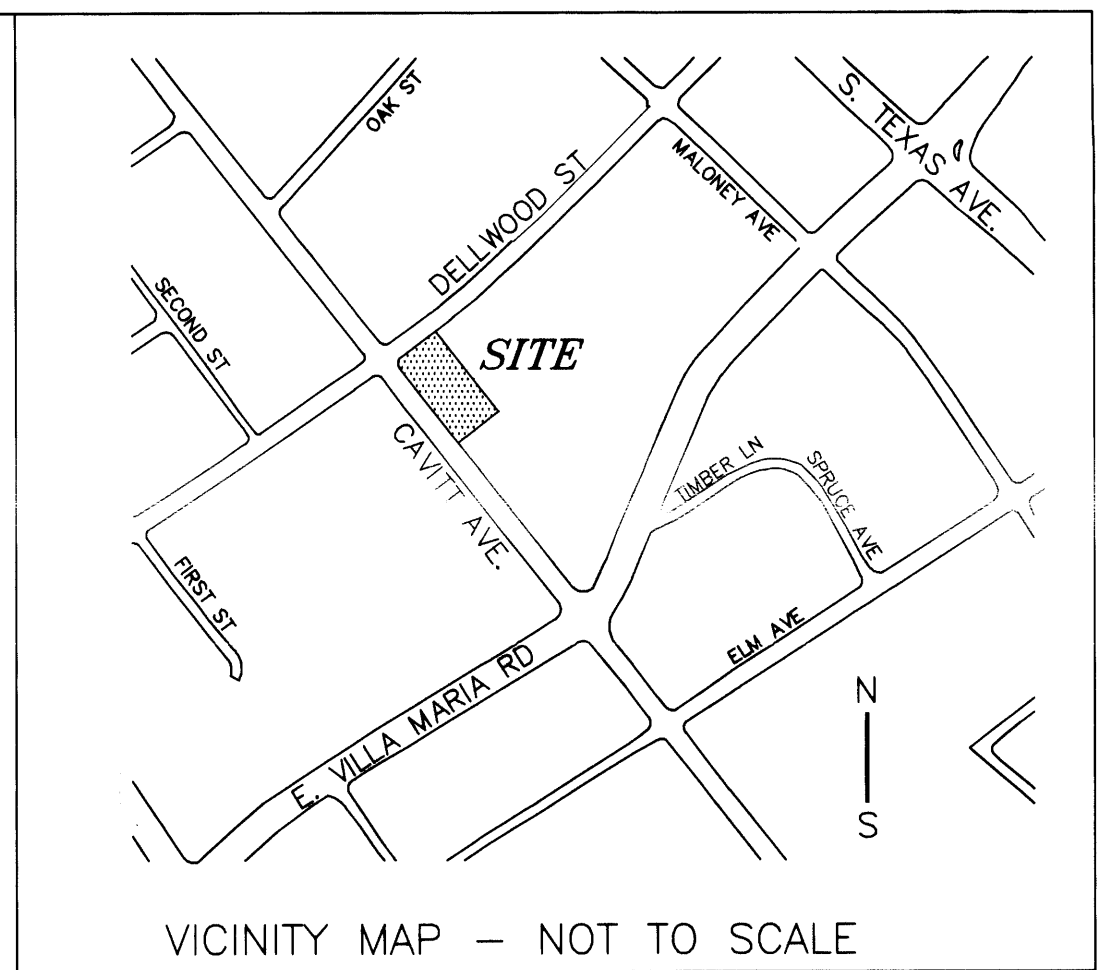 OAK ST
S. TEXAS AVE.
MALONEY AVE
DELLWOOD ST
SECOND ST
SITE
CAVITT AVE.
TIMBER LN
SPRUCE AVE
FIRST ST
ELM AVE
E. VILLA MARIA RD
N
S
VICINITY MAP – NOT TO SCALE